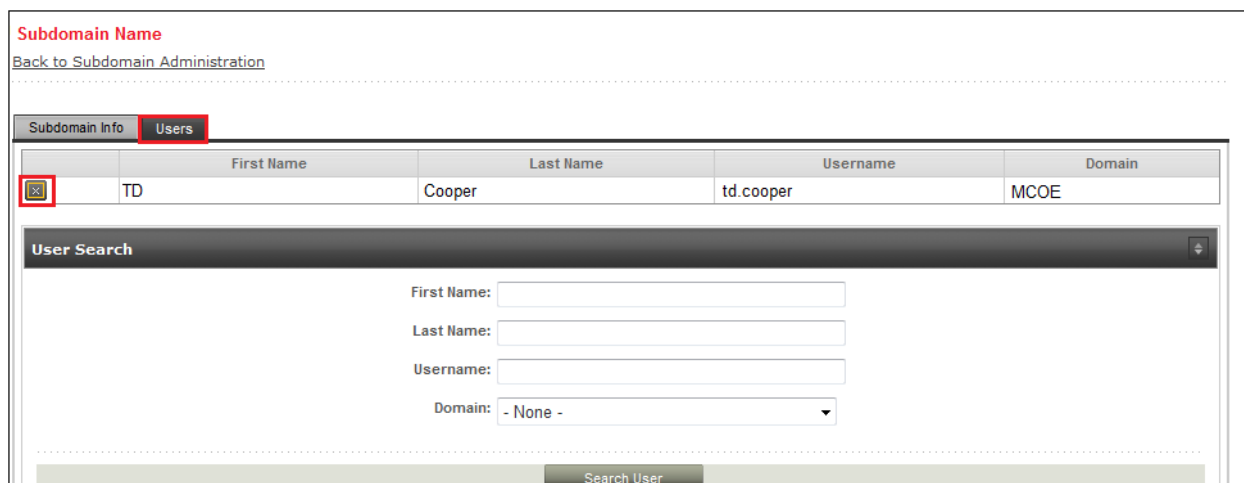 Subdomain Name
Back to Subdomain Administration
Subdomain Info Users
First Name Last Name Username Domain
TD Cooper td.cooper MCOE
User Search
First Name:
Last Name:
Username:
Domain: - None -
Search User